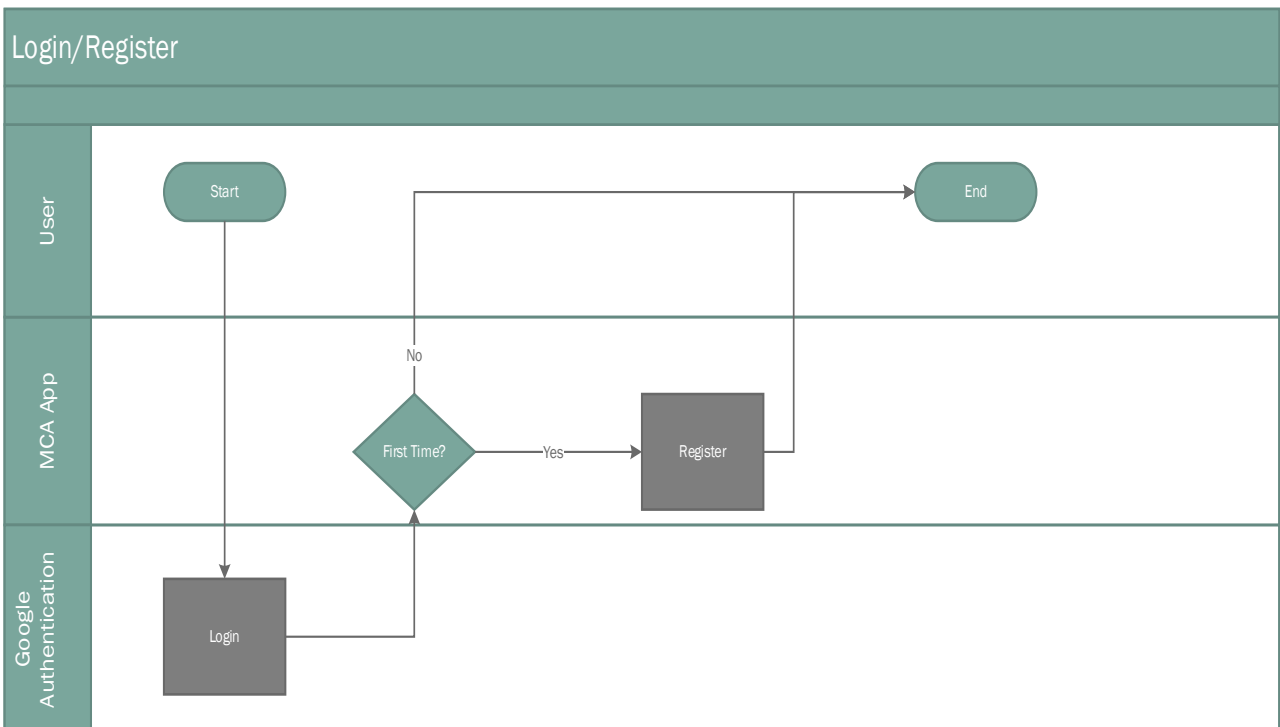 Login/Register
User
Start
End
MCA App
No
First Time?
Yes
Register
Google
Authentication
Login